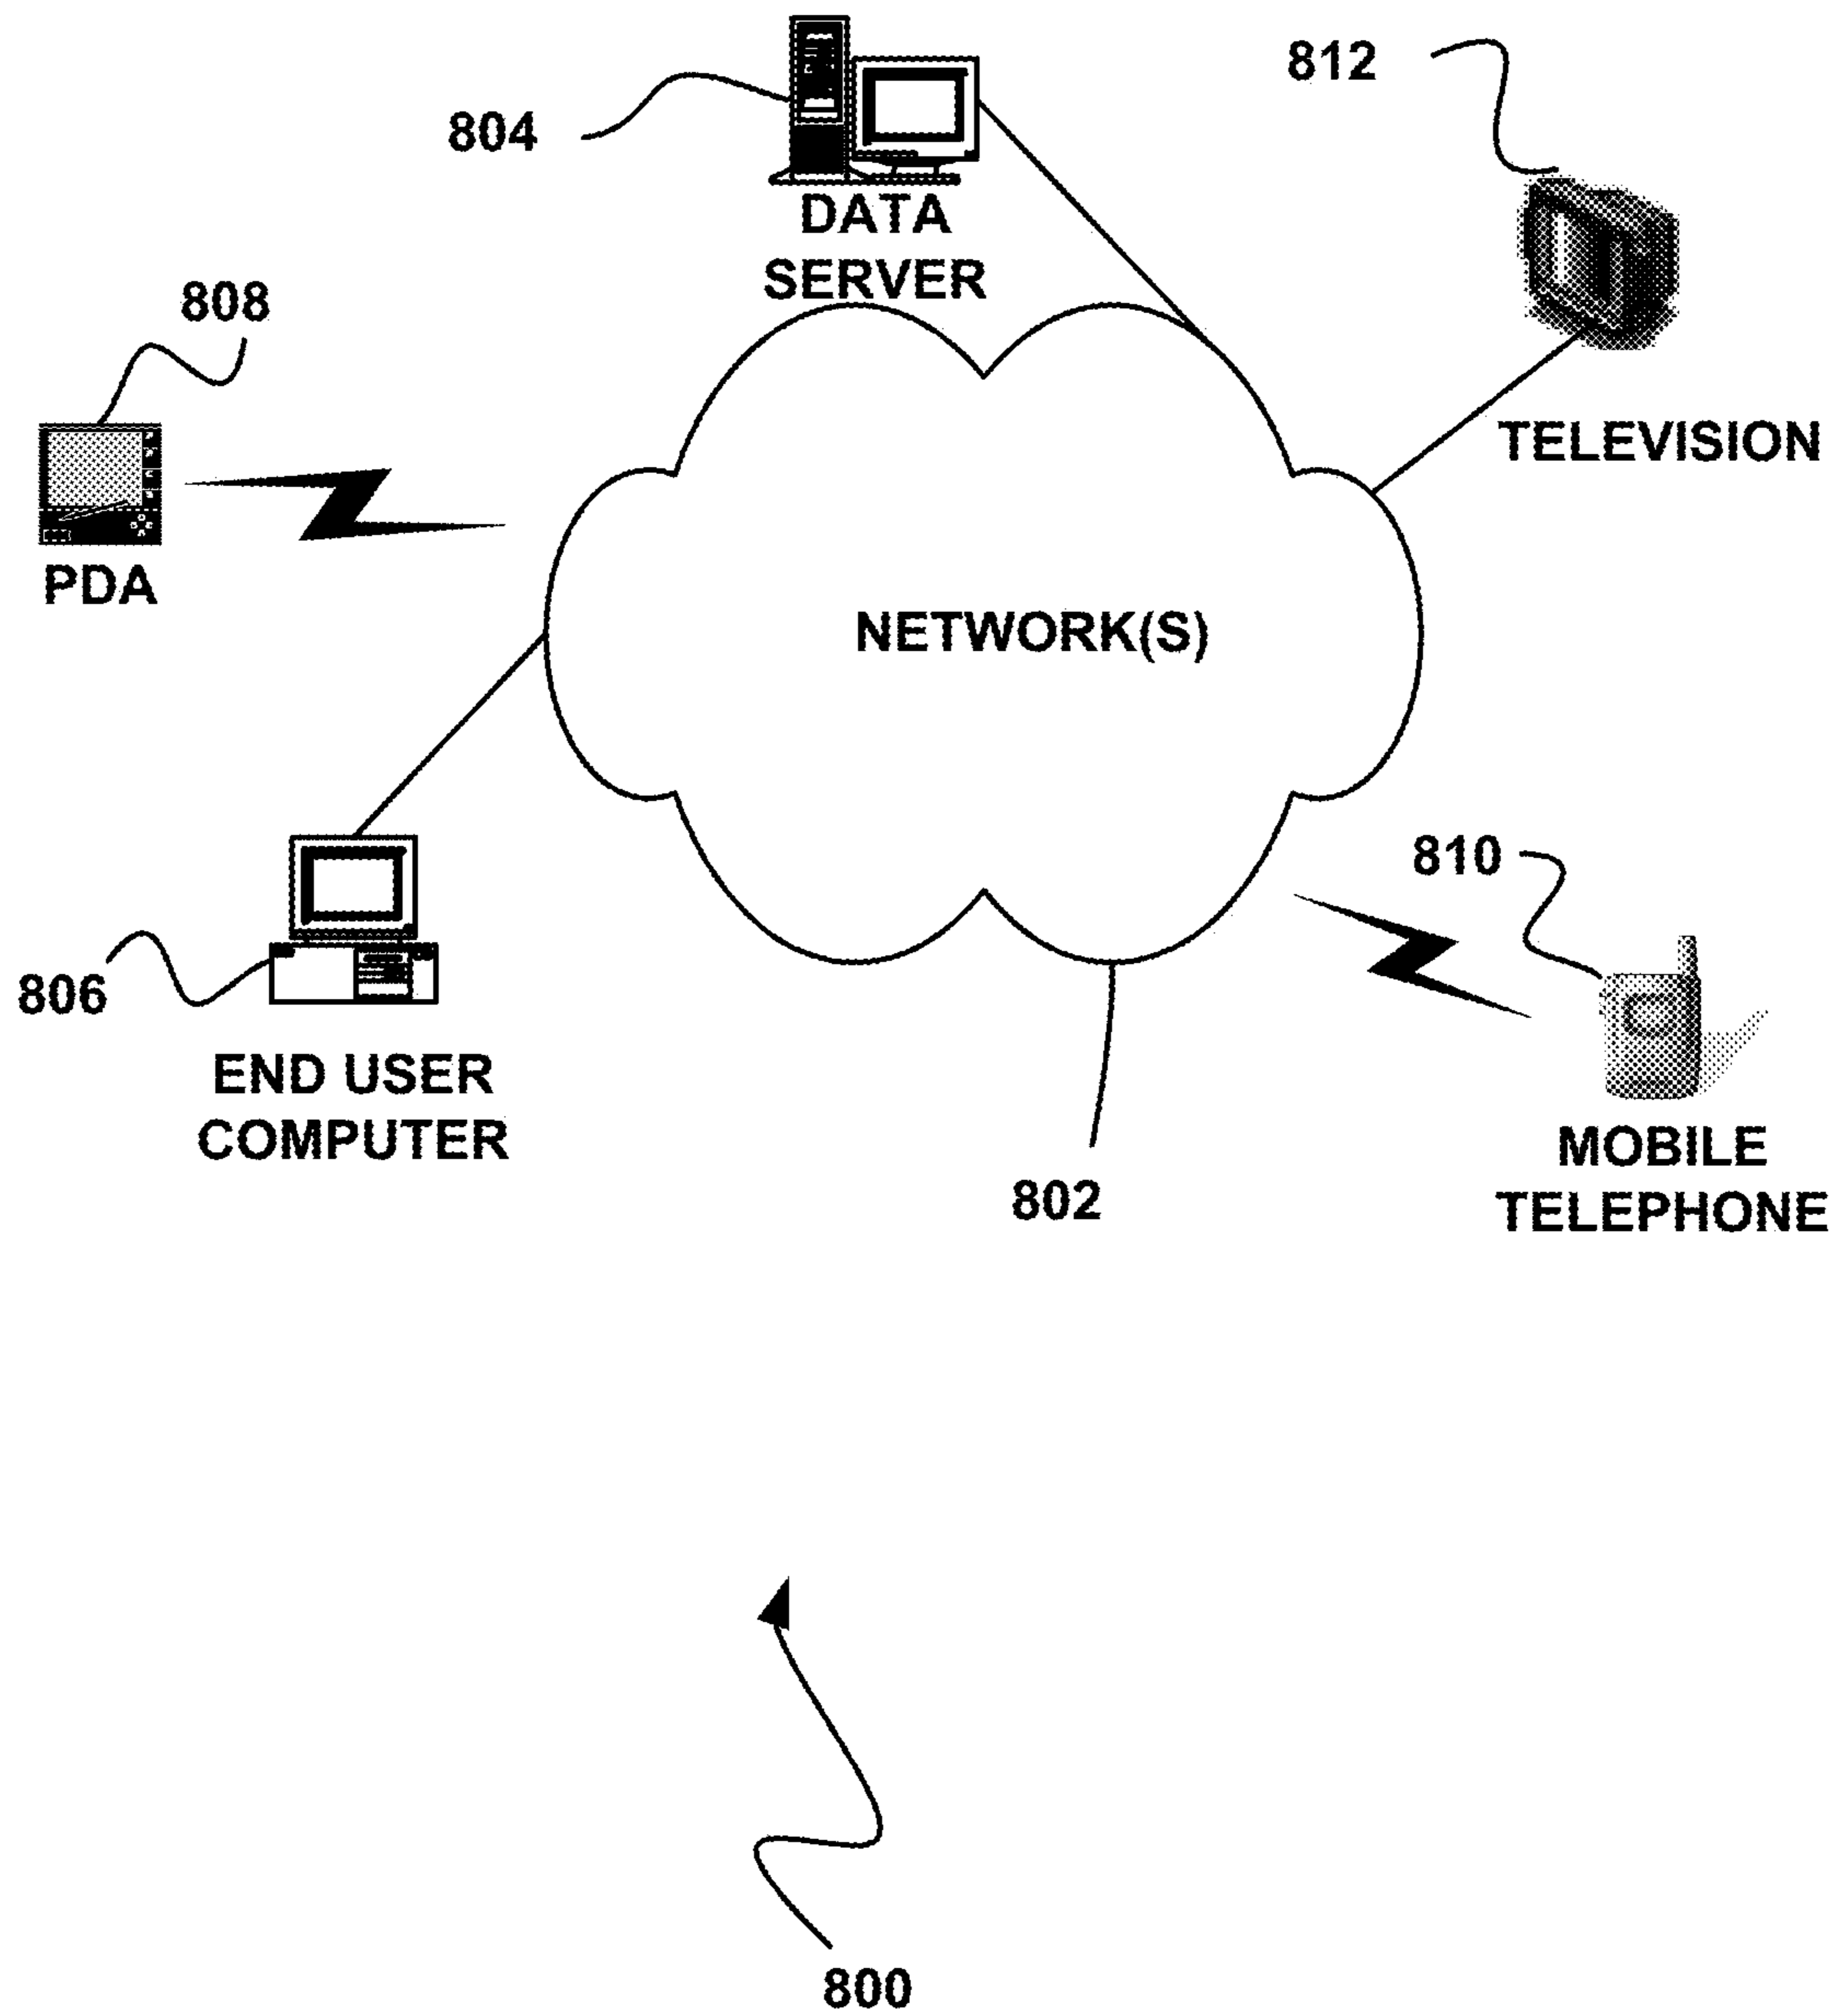 812
804
DATA
SERVER
808
TELEVISION
PDA
NETWORK(S)
810
806
END USER
COMPUTER
MOBILE
TELEPHONE
802
800